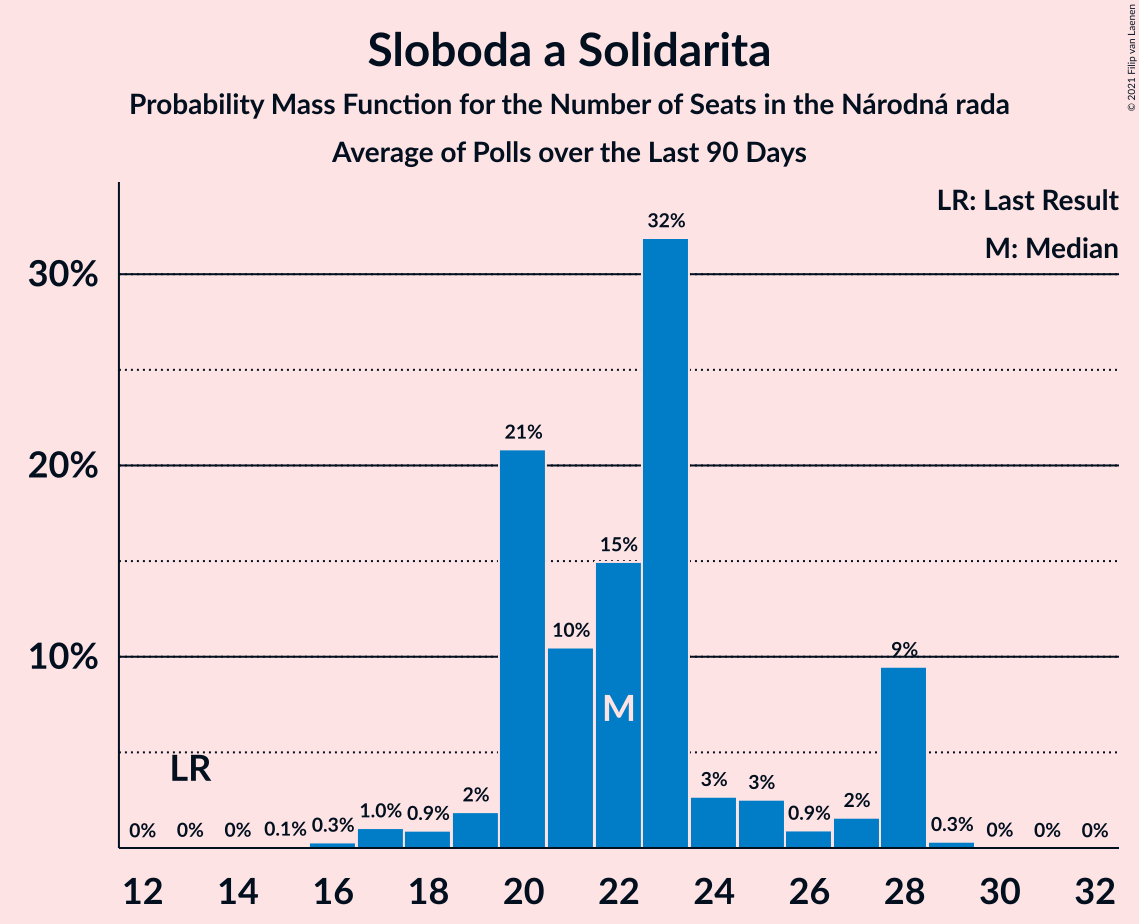 Sloboda a Solidarita
Probability Mass Function for the Number of Seats in the Národná rada
Average of Polls over the Last 90 Days
© 2021 Filip van Laenen
LR: Last Result
M: Median
30%
20%
10%
0% 0% 0% 0.1% 0.3% 1.0% 0.9% 2% 21% 10% 15% 32% 3% 3% 0.9% 2% 9% 0.3% 0% 0% 0%
LR
M
12 14 16 18 20 22 24 26 28 30 32